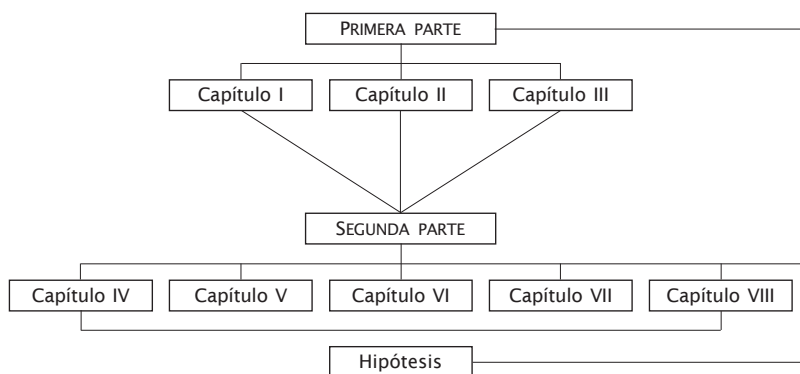 PRIMERA PARTE
Capítulo I Capítulo II Capítulo III
SEGUNDA PARTE
Capítulo IV Capítulo V Capítulo VI Capítulo VII Capítulo VIII
Hipótesis